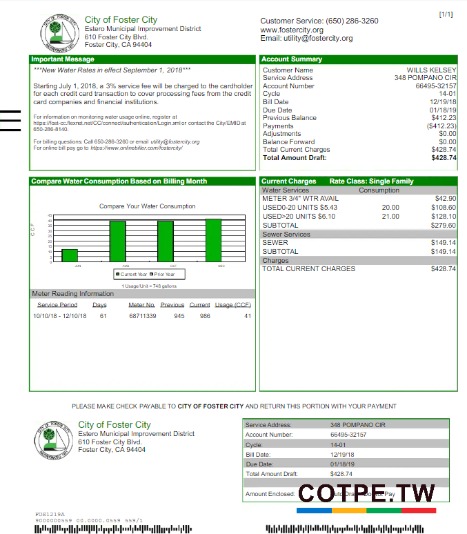 [1/1]
City of Foster City
Estero Municipal Improvement District
610 Foster City Blvd.
Foster City, CA 94404
Customer Service: (650) 286-3260
www.fostercity.org
Email: utility@fostercity.org
Important Message
***New Water Rates in effect September 1, 2018***
Starting July 1, 2018, a 3% service fee will be charged to the cardholder
for each credit card transaction to cover processing fees from the credit
card companies and financial institutions.
For information on monitoring water usage online, register at
or contact the City/EMID at
650-286-8140.
For billing questions: Call 650-286-3260 or email utility@fostercity.org
For online bill pay go to
Account Summary
Customer Name WILLS KELSEY
Service Address 348 POMPANO CIR
Account Number 66495-32157
Cycle 14-01
Bill Date 12/19/18
Due Date 01/18/19
Previous Balance $412.23
Payments ($412.23)
Adjustments $0.00
Balance Forward $0.00
Total Current Charges $428.74
Total Amount Draft: $428.74
Compare Water Consumption Based on Billing Month
Compare Your Water Consumption
CCF
Current Year Prior Year
1 Usage/Unit = 748 gallons
Meter Reading Information
Service Period Days Meter No. Previous Current Usage (CCF)
10/10/18 - 12/10/18 61 68711339 945 986 41
Current Charges Rate Class: Single Family
Water Services Consumption
METER 3/4" WTR AVAIL $42.90
USED0-20 UNITS $5.43 20.00 $108.60
USED>20 UNITS $6.10 21.00 $128.10
SUBTOTAL $279.60
Sewer Services
SEWER $149.14
SUBTOTAL $149.14
Charges
TOTAL CURRENT CHARGES $428.74
PLEASE MAKE CHECK PAYABLE TO CITY OF FOSTER CITY AND RETURN THIS PORTION WITH YOUR PAYMENT
City of Foster City
Estero Municipal Improvement District
610 Foster City Blvd.
Foster City, CA 94404
Service Address: 348 POMPANO CIR
Account Number: 66495-32157
Cycle: 14-01
Bill Date: 12/19/18
Due Date: 01/18/19
Total Amount Draft: $428.74
Amount Enclosed: Pay
COTPE.TW
PDS1219A